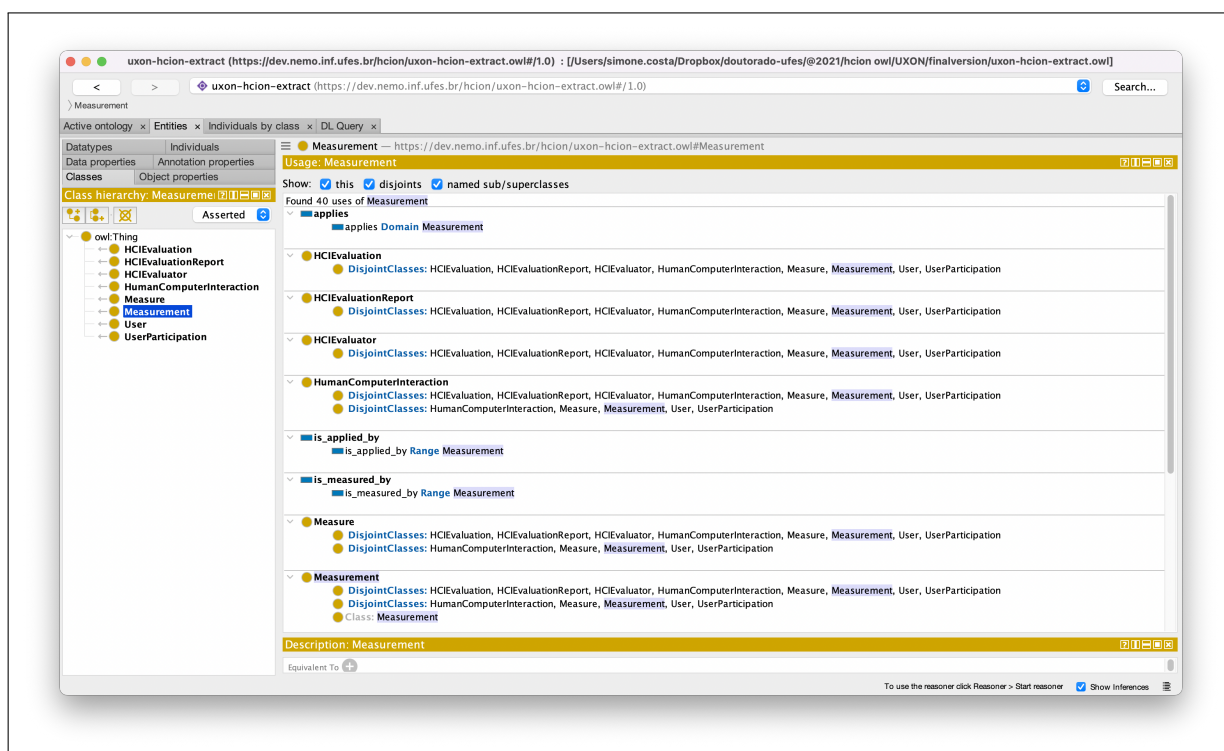 uxon-hcion-extract (https://dev.nemo.inf.ufes.br/hcion/uxon-hcion-extract.owl#/1.0) : [/Users/simone.costa/Dropbox/doutorado-ufes/@2021/hcion owl/UXON/finalversion/uxon-hcion-extract.owl]
< > uxon-hcion-extract (https://dev.nemo.inf.ufes.br/hcion/uxon-hcion-extract.owl#/1.0) Search...
Measurement
Active ontology × Entities × Individuals by class × DL Query ×
Datatypes Individuals
Data properties Annotation properties
Classes Object properties
Class hierarchy: Measuremen
Asserted
owl:Thing
HCIEvaluation
HCIEvaluationReport
HCIEvaluator
HumanComputerInteraction
Measure
Measurement
User
UserParticipation
Measurement — https://dev.nemo.inf.ufes.br/hcion/uxon-hcion-extract.owl#Measurement
Usage: Measurement
Show: this disjoints named sub/superclasses
Found 40 uses of Measurement
applies
applies Domain Measurement
HCIEvaluation
DisjointClasses: HCIEvaluation, HCIEvaluationReport, HCIEvaluator, HumanComputerInteraction, Measure, Measurement, User, UserParticipation
HCIEvaluationReport
DisjointClasses: HCIEvaluation, HCIEvaluationReport, HCIEvaluator, HumanComputerInteraction, Measure, Measurement, User, UserParticipation
HCIEvaluator
DisjointClasses: HCIEvaluation, HCIEvaluationReport, HCIEvaluator, HumanComputerInteraction, Measure, Measurement, User, UserParticipation
HumanComputerInteraction
DisjointClasses: HCIEvaluation, HCIEvaluationReport, HCIEvaluator, HumanComputerInteraction, Measure, Measurement, User, UserParticipation
DisjointClasses: HumanComputerInteraction, Measure, Measurement, User, UserParticipation
is_applied_by
is_applied_by Range Measurement
is_measured_by
is_measured_by Range Measurement
Measure
DisjointClasses: HCIEvaluation, HCIEvaluationReport, HCIEvaluator, HumanComputerInteraction, Measure, Measurement, User, UserParticipation
DisjointClasses: HumanComputerInteraction, Measure, Measurement, User, UserParticipation
Measurement
DisjointClasses: HCIEvaluation, HCIEvaluationReport, HCIEvaluator, HumanComputerInteraction, Measure, Measurement, User, UserParticipation
DisjointClasses: HumanComputerInteraction, Measure, Measurement, User, UserParticipation
Class: Measurement
Description: Measurement
Equivalent To
To use the reasoner click Reasoner > Start reasoner Show Inferences